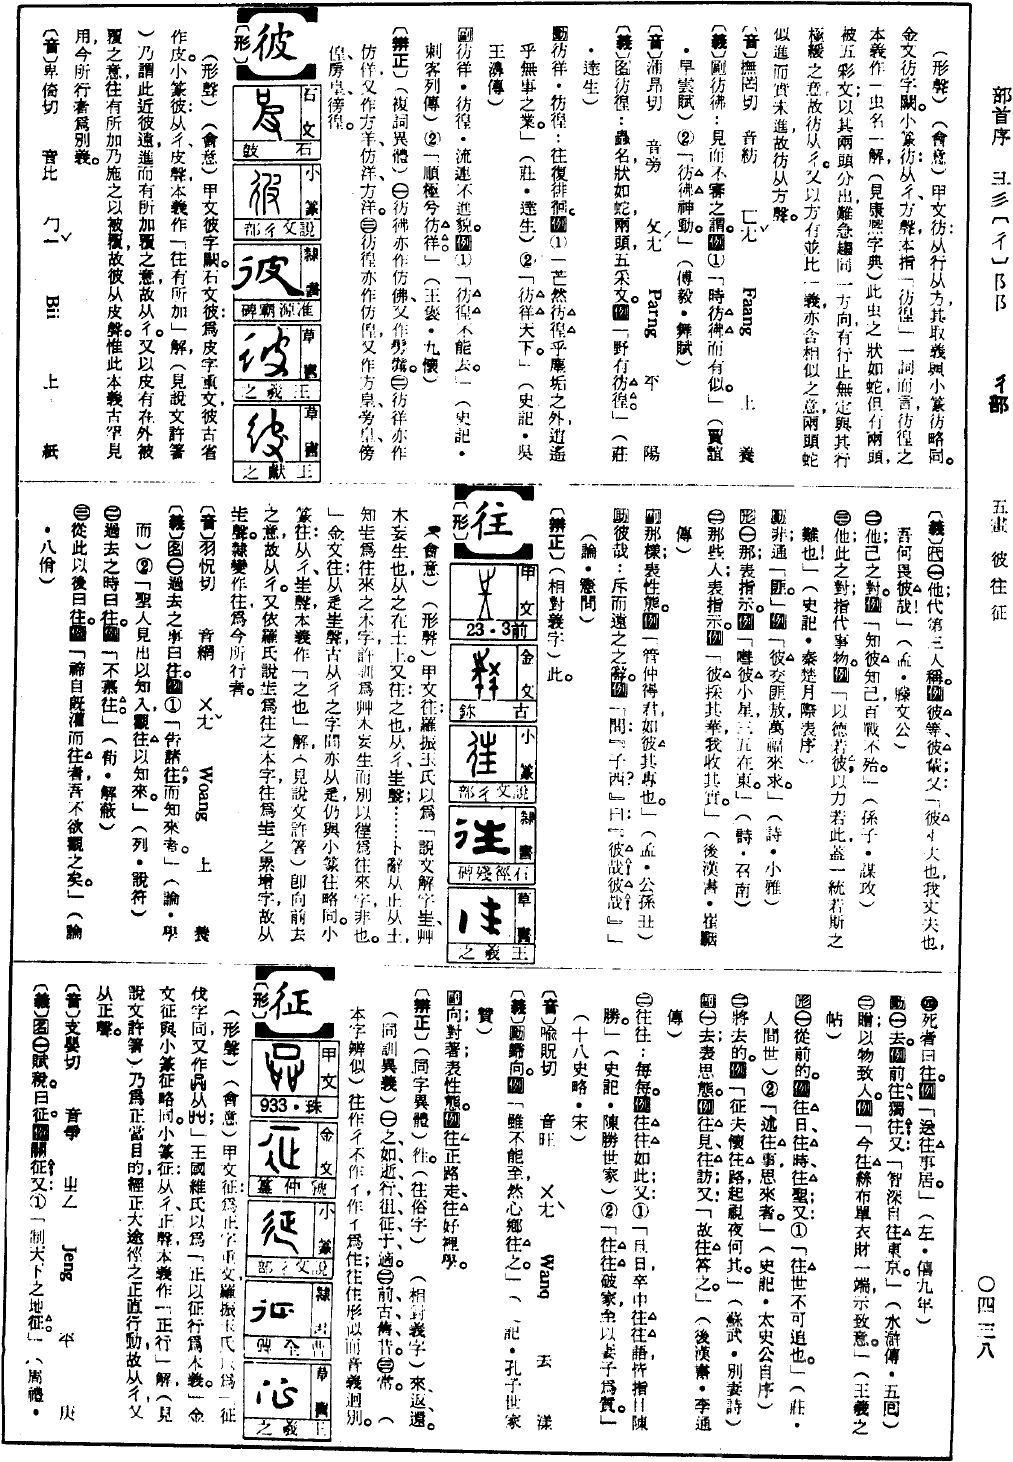 部首序 彐彡〔彳〕阝阝 彳部 五畫 彼往征 ○四三八
（形聲）（會意）甲文彷从行从方其取義與小篆彷略同。
金文彷字闕。小篆彷：从彳、方聲本指「彷徨」一詞而言彷徨之
本義作「虫名」解（見康熙字典）此虫之狀如蛇但有兩頭，
被五彩文；以其兩頭分出難急趨同一方向有行止無定與其行
極緩之意故彷从彳。又以方有並比一義，亦含相似之意，兩頭蛇
似進而實未進故彷从方聲。
〔音〕撫罔切 音紡 ㄈㄤˇ Faang 上 養
〔義〕副彷彿：見而不審之謂。例①「時彷彿而有似。」（賈誼
・旱雲賦）②「彷彿神動。」（傅毅・舞賦）
〔音〕蒲昂切 音旁 ㄆㄤˊ Parng 平 陽
〔義〕名彷徨：蟲名，狀如蛇，兩頭，五采文。例「野有彷徨。」（莊
・達生）
動彷徉・彷徨：往復徘徊。例①「芒然彷徨乎塵垢之外，逍遙
乎無事之業。」（莊・達生）②「彷徉天下。」（史記・吳
王濞傳）
副彷徉・彷徨・流連不進貌。例①「彷徨不能去。」（史記・
刺客列傳）②「順極兮彷徉。」（王褒・九懷）
〔辨正〕（複詞異體）㊀彷彿亦作仿佛，又作髣髴。㊁彷徉亦作
仿佯，又作方羊、仿洋、方洋。㊂彷徨亦作仿偟，又作方皇、旁皇、傍
偟、房皇、徬徨。
彼
〔形〕
石文 石鼓
小篆 說文彳部
隸書 淮源廟碑
草書 王羲之
草書 王獻之
（形聲）（會意）甲文彼字闕。石文彼：爲皮字重文，彼古省
作皮。小篆彼：从彳、皮聲，本義作「往有所加」解（見說文許箸
）乃謂此近彼遠，進而有所加覆之意，故从彳。又以皮有在外被
覆之意，往有所加乃施之以被覆，故彼从皮聲。惟此本義古罕見
用，今所行者爲別義。
〔音〕卑倚切 音比 ㄅㄧˇ Bii 上 紙
〔義〕代㊀他；他代第三人稱。例彼等；彼輩；又「彼丈夫也，我丈夫也，
吾何畏彼哉！」（孟・滕文公）
㊁他；己之對。例「知彼知己，百戰不殆。」（孫子・謀攻）
㊂他；此之對；指代事物。例「以德若彼，以力若此，蓋一統若斯之
難也！」（史記・秦楚月際表序）
動非通「匪」例「彼交匪敖，萬福來求。」（詩・小雅）
形㊀那；表指示。例「嘒彼小星，三五在東。」（詩・召南）
㊁那些人；表指示。例「彼採其華，我收其實。」（後漢書・崔駰
傳）
副那樣；表性態。例「管仲得君如彼其專也。」（孟・公孫丑）
助彼哉：斥而遠之之辭。例「問『子西？』曰：『彼哉！彼哉！』」
（論・憲問）
〔辨正〕（相對義字）此。
往
〔形〕
甲文 前3・23
金文 古鉨
小篆 說文彳部
隸書 石經殘碑
草書 王羲之
（會意）（形聲）甲文往：羅振玉氏以爲「說文解字㞷，艸
木妄生也，从之在土上。又往：之也，从彳、㞷聲；……卜辭从止从土，
知㞷爲往來之本字，許訓爲艸木妄生，而別以徃爲往來字，非也。
」金文往：从辵、㞷聲，古从彳之字間亦从辵，仍與小篆往略同。小
篆往：从彳、㞷聲，本義作「之也」解（見說文許箸）卽向前去
之意，故从彳。又依羅氏說㞷爲往之本字，往爲㞷之累增字，故从
㞷聲。隸變作往，爲今所行者。
〔音〕羽怳切 音網 ㄨㄤˇ Woang 上 養
〔義〕名㊀過去之事曰往。例①「告諸往而知來者。」（論・學
而）②「聖人見出以知入，觀往以知來。」（列・說符）
㊁過去之時曰往。例「不慕往。」（荀・解蔽）
㊂從此以後曰往。例「禘自既灌而往者，吾不欲觀之矣。」（論
・八佾）
㊃死者曰往。例「送往事居。」（左・僖九年）
動㊀去。例前往；獨往；又：「智深自往東京。」（水滸傳・五回）
㊁贈；以物致人。例「今往絲布單衣財一端，示致意。」（王羲之
帖）
形㊀從前的。例往日；往時；往聖；又：①「往世不可追也。」（莊・
人間世）②「述往事，思來者。」（史記・太史公自序）
㊁將去的。例「征夫懷往路，起視夜何其。」（蘇武・別妻詩）
副㊀去；表思態。例往見；往訪；又：「故往答之。」（後漢書・李通
傳）
㊁往往：每每。例往往如此；又：①「旦日，卒中往往語，皆指目陳
勝。」（史記・陳勝世家）②「往往破家，至以妻子爲質。」
（十八史略・宋）
〔音〕喩貺切 音旺 ㄨㄤˋ Wanq 去 漾
〔義〕動歸向。例「雖不能至，然心鄉往之。」（史記・孔子世家
贊）
副向；對著；表性態。例往正路走；往好裡學。
〔辨正〕（同字異體）徃。（往俗字）（相對義字）來、返、還。
（同訓異義）㊀之、如、逝、行、徂、征、于、適。㊁前、古、舊、昔。㊂常。（
本字辨似）往作彳不作亻；作亻爲住，往住形似而音義迥別。
征
〔形〕
甲文 珠・933
金文 虢仲簋
小篆 說文彳部
隸書 曹全碑
草書 王羲之
（形聲）（會意）甲文征爲正字重文，羅振玉氏以爲「征
伐字同，又作𤴓从𤴓」王國維氏以爲「正以征行爲本義。」金
文征與小篆征略同。小篆征：从彳、正聲，本義作「正行」解（見
說文許箸）乃爲正當目的，經正大途徑之正直行動，故从彳。又
从正聲。
〔音〕支嬰切 音爭 ㄓㄥ Jeng 平 庚
〔義〕名㊀賦稅曰征。例關征；又：①「制天下之地征」（周禮・